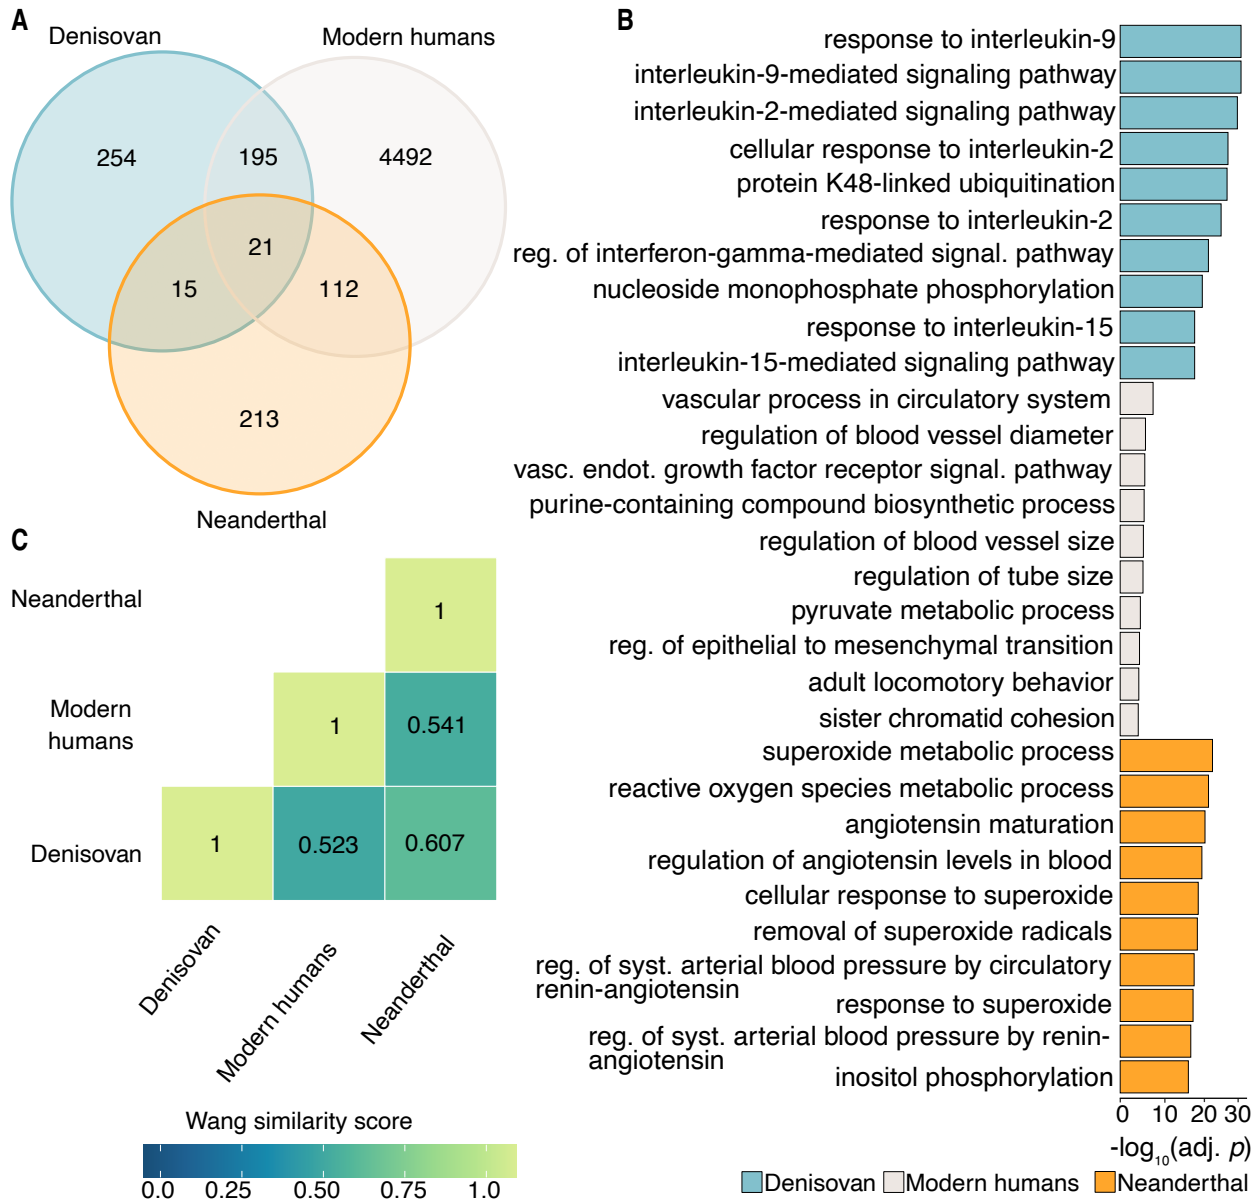 A
Denisovan
Modern humans
254
195
4492
21
15
112
213
Neanderthal
B
response to interleukin-9
interleukin-9-mediated signaling pathway
interleukin-2-mediated signaling pathway
cellular response to interleukin-2
protein K48-linked ubiquitination
response to interleukin-2
reg. of interferon-gamma-mediated signal. pathway
nucleoside monophosphate phosphorylation
response to interleukin-15
interleukin-15-mediated signaling pathway
vascular process in circulatory system
regulation of blood vessel diameter
vasc. endot. growth factor receptor signal. pathway
purine-containing compound biosynthetic process
regulation of blood vessel size
regulation of tube size
pyruvate metabolic process
reg. of epithelial to mesenchymal transition
adult locomotory behavior
sister chromatid cohesion
superoxide metabolic process
reactive oxygen species metabolic process
angiotensin maturation
regulation of angiotensin levels in blood
cellular response to superoxide
removal of superoxide radicals
reg. of syst. arterial blood pressure by circulatory
renin-angiotensin
response to superoxide
reg. of syst. arterial blood pressure by renin-
angiotensin
inositol phosphorylation
0 10 20 30
-log10(adj. p)
Denisovan Modern humans Neanderthal
C
Neanderthal
1
Modern
humans
1 0.541
Denisovan
1 0.523 0.607
Denisovan
Modern humans
Neanderthal
Wang similarity score
0.0 0.25 0.50 0.75 1.0